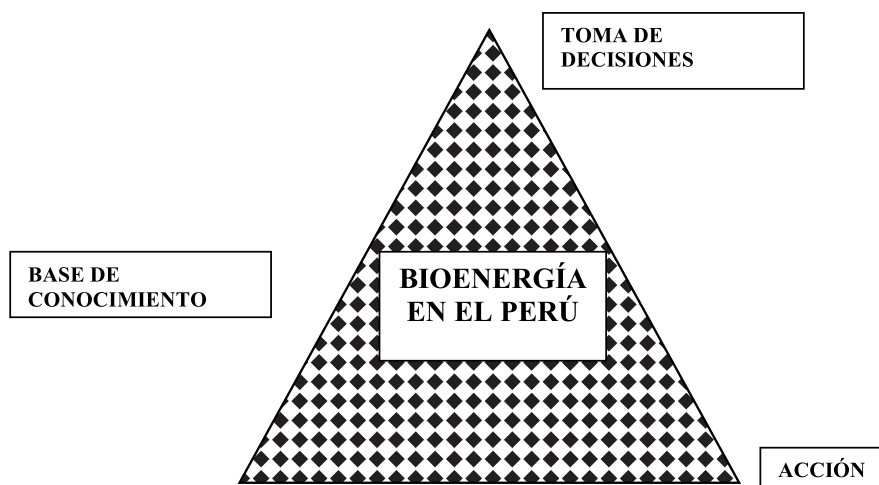 TOMA DE
DECISIONES
BASE DE
CONOCIMIENTO
BIOENERGÍA
EN EL PERÚ
ACCIÓN